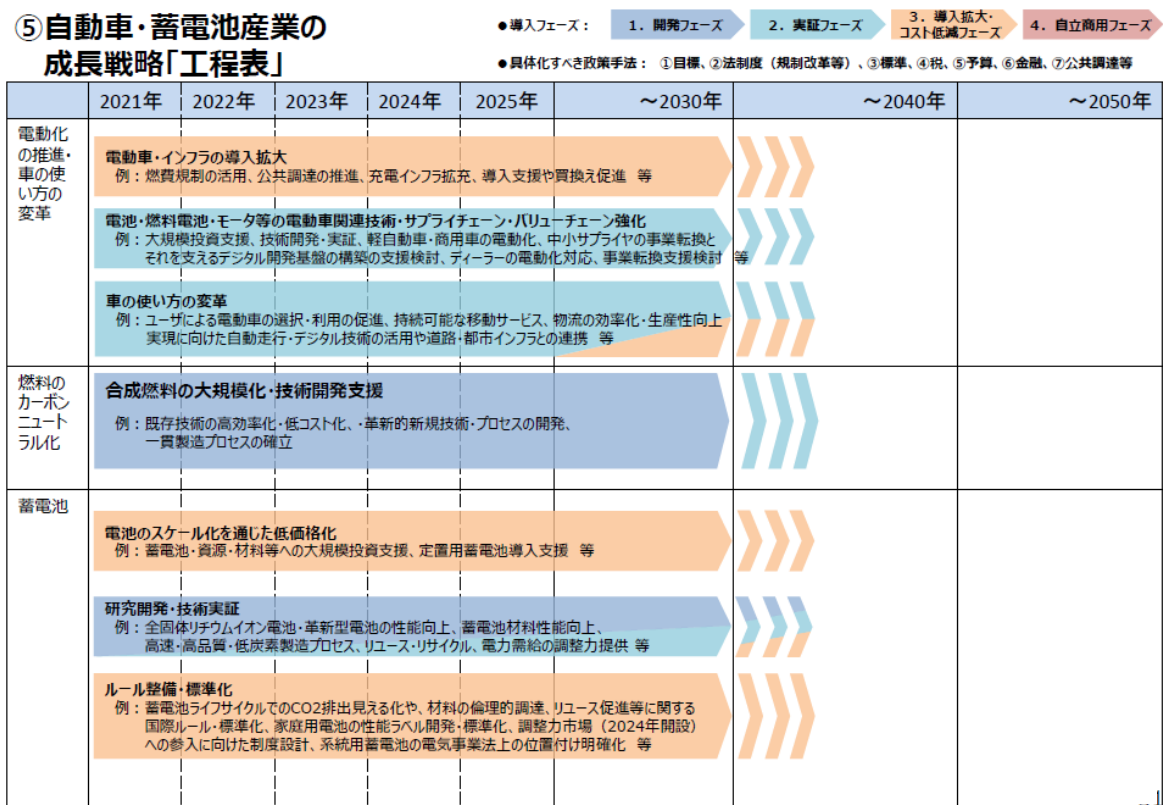 ⑤自動車・蓄電池産業の
成長戦略「工程表」
●導入フェーズ： 1．開発フェーズ 2．実証フェーズ 3．導入拡大・コスト低減フェーズ 4．自立商用フェーズ
●具体化すべき政策手法： ①目標、②法制度（規制改革等）、③標準、④税、⑤予算、⑥金融、⑦公共調達等
2021年 2022年 2023年 2024年 2025年 ～2030年 ～2040年 ～2050年
電動化
の推進・
車の使
い方の
変革
電動車・インフラの導入拡大
例：燃費規制の活用、公共調達の推進、充電インフラ拡充、導入支援や買換え促進 等
電池・燃料電池・モータ等の電動車関連技術・サプライチェーン・バリューチェーン強化
例：大規模投資支援、技術開発・実証、軽自動車・商用車の電動化、中小サプライヤの事業転換と
それを支えるデジタル開発基盤の構築の支援検討、ディーラーの電動化対応、事業転換支援検討 等
車の使い方の変革
例：ユーザによる電動車の選択・利用の促進、持続可能な移動サービス、物流の効率化・生産性向上
実現に向けた自動走行・デジタル技術の活用や道路・都市インフラとの連携 等
燃料の
カーボン
ニュート
ラル化
合成燃料の大規模化・技術開発支援
例：既存技術の高効率化・低コスト化、・革新的新規技術・プロセスの開発、
一貫製造プロセスの確立
蓄電池
電池のスケール化を通じた低価格化
例：蓄電池・資源・材料等への大規模投資支援、定置用蓄電池導入支援 等
研究開発・技術実証
例：全固体リチウムイオン電池・革新型電池の性能向上、蓄電池材料性能向上、
高速・高品質・低炭素製造プロセス、リユース・リサイクル、電力需給の調整力提供 等
ルール整備・標準化
例：蓄電池ライフサイクルでのCO2排出見える化や、材料の倫理的調達、リユース促進等に関する
国際ルール・標準化、家庭用電池の性能ラベル開発・標準化、調整力市場（2024年開設）
への参入に向けた制度設計、系統用蓄電池の電気事業法上の位置付け明確化 等